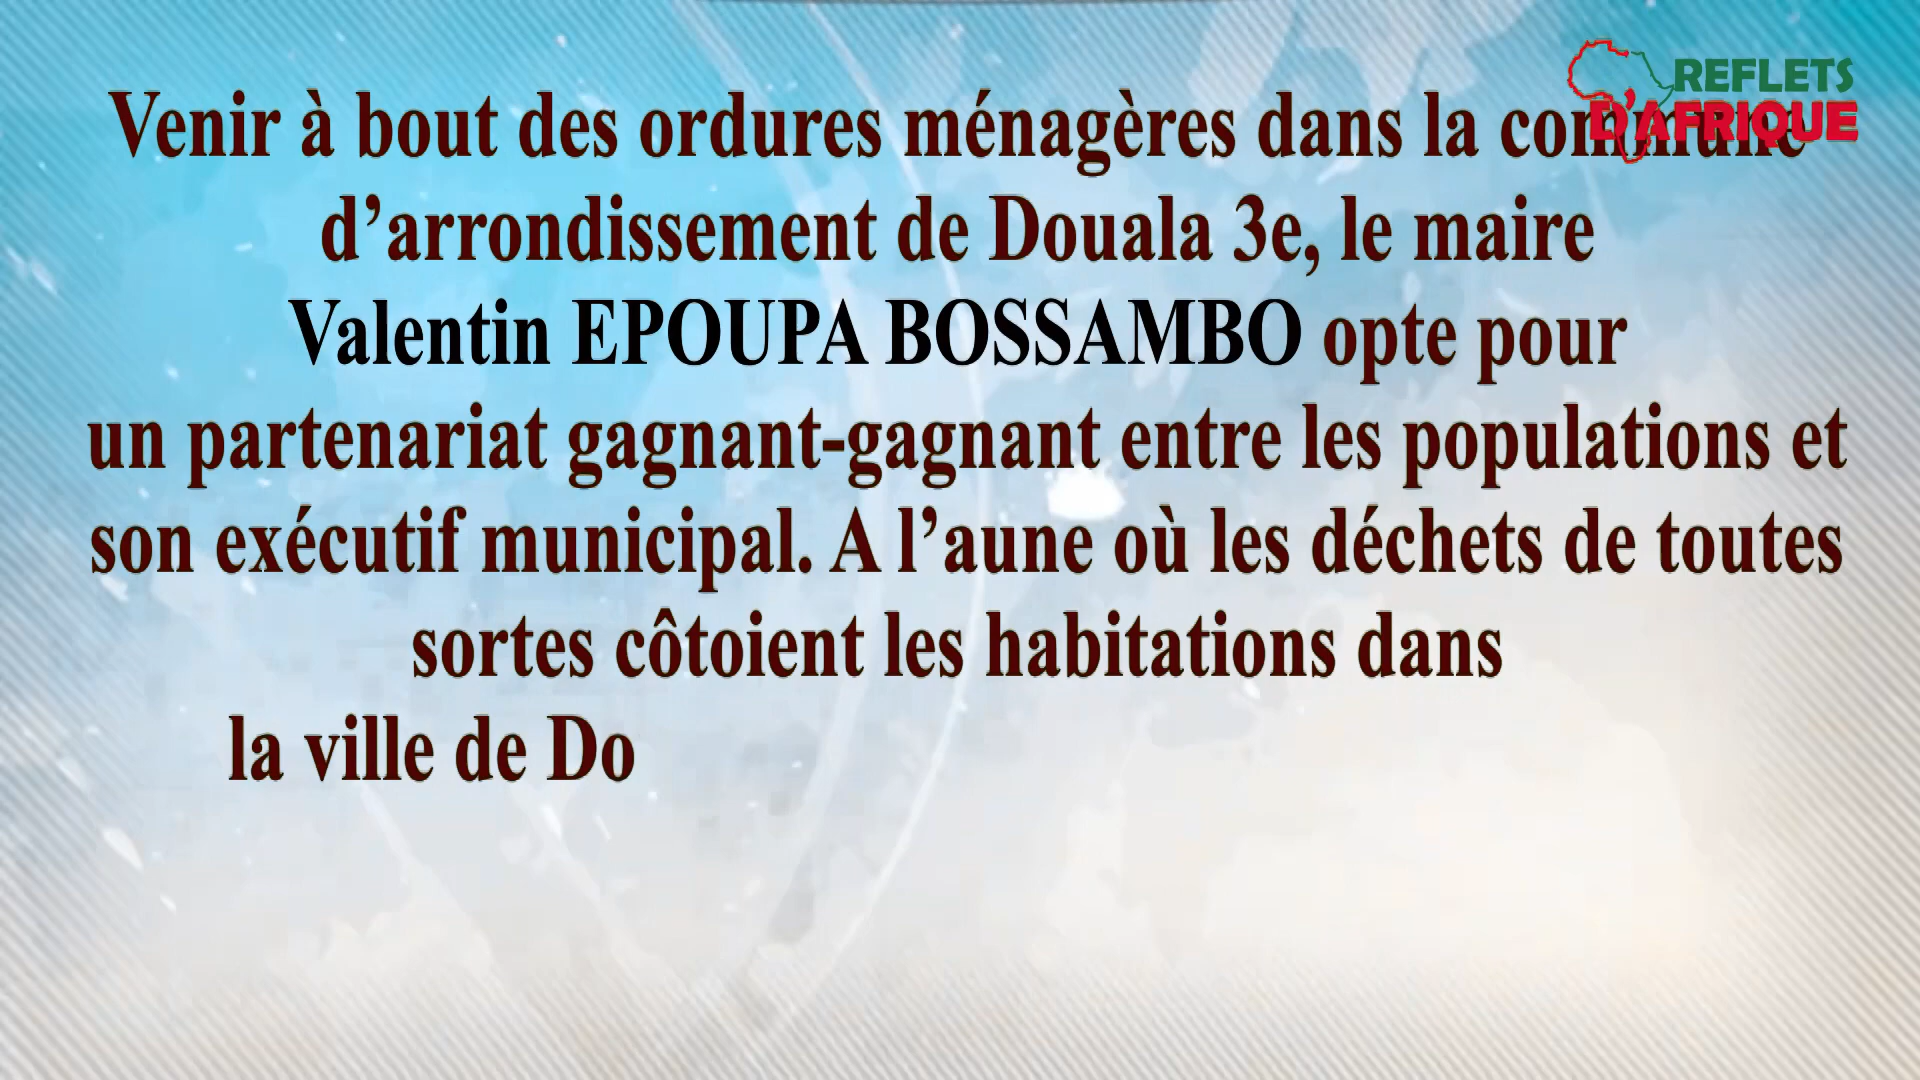 REFLETS
D'AFRIQUE
Venir à bout des ordures ménagères dans la commune
d’arrondissement de Douala 3e, le maire
Valentin EPOUPA BOSSAMBO opte pour
un partenariat gagnant-gagnant entre les populations et
son exécutif municipal. A l’aune où les déchets de toutes
sortes côtoient les habitations dans
la ville de Do